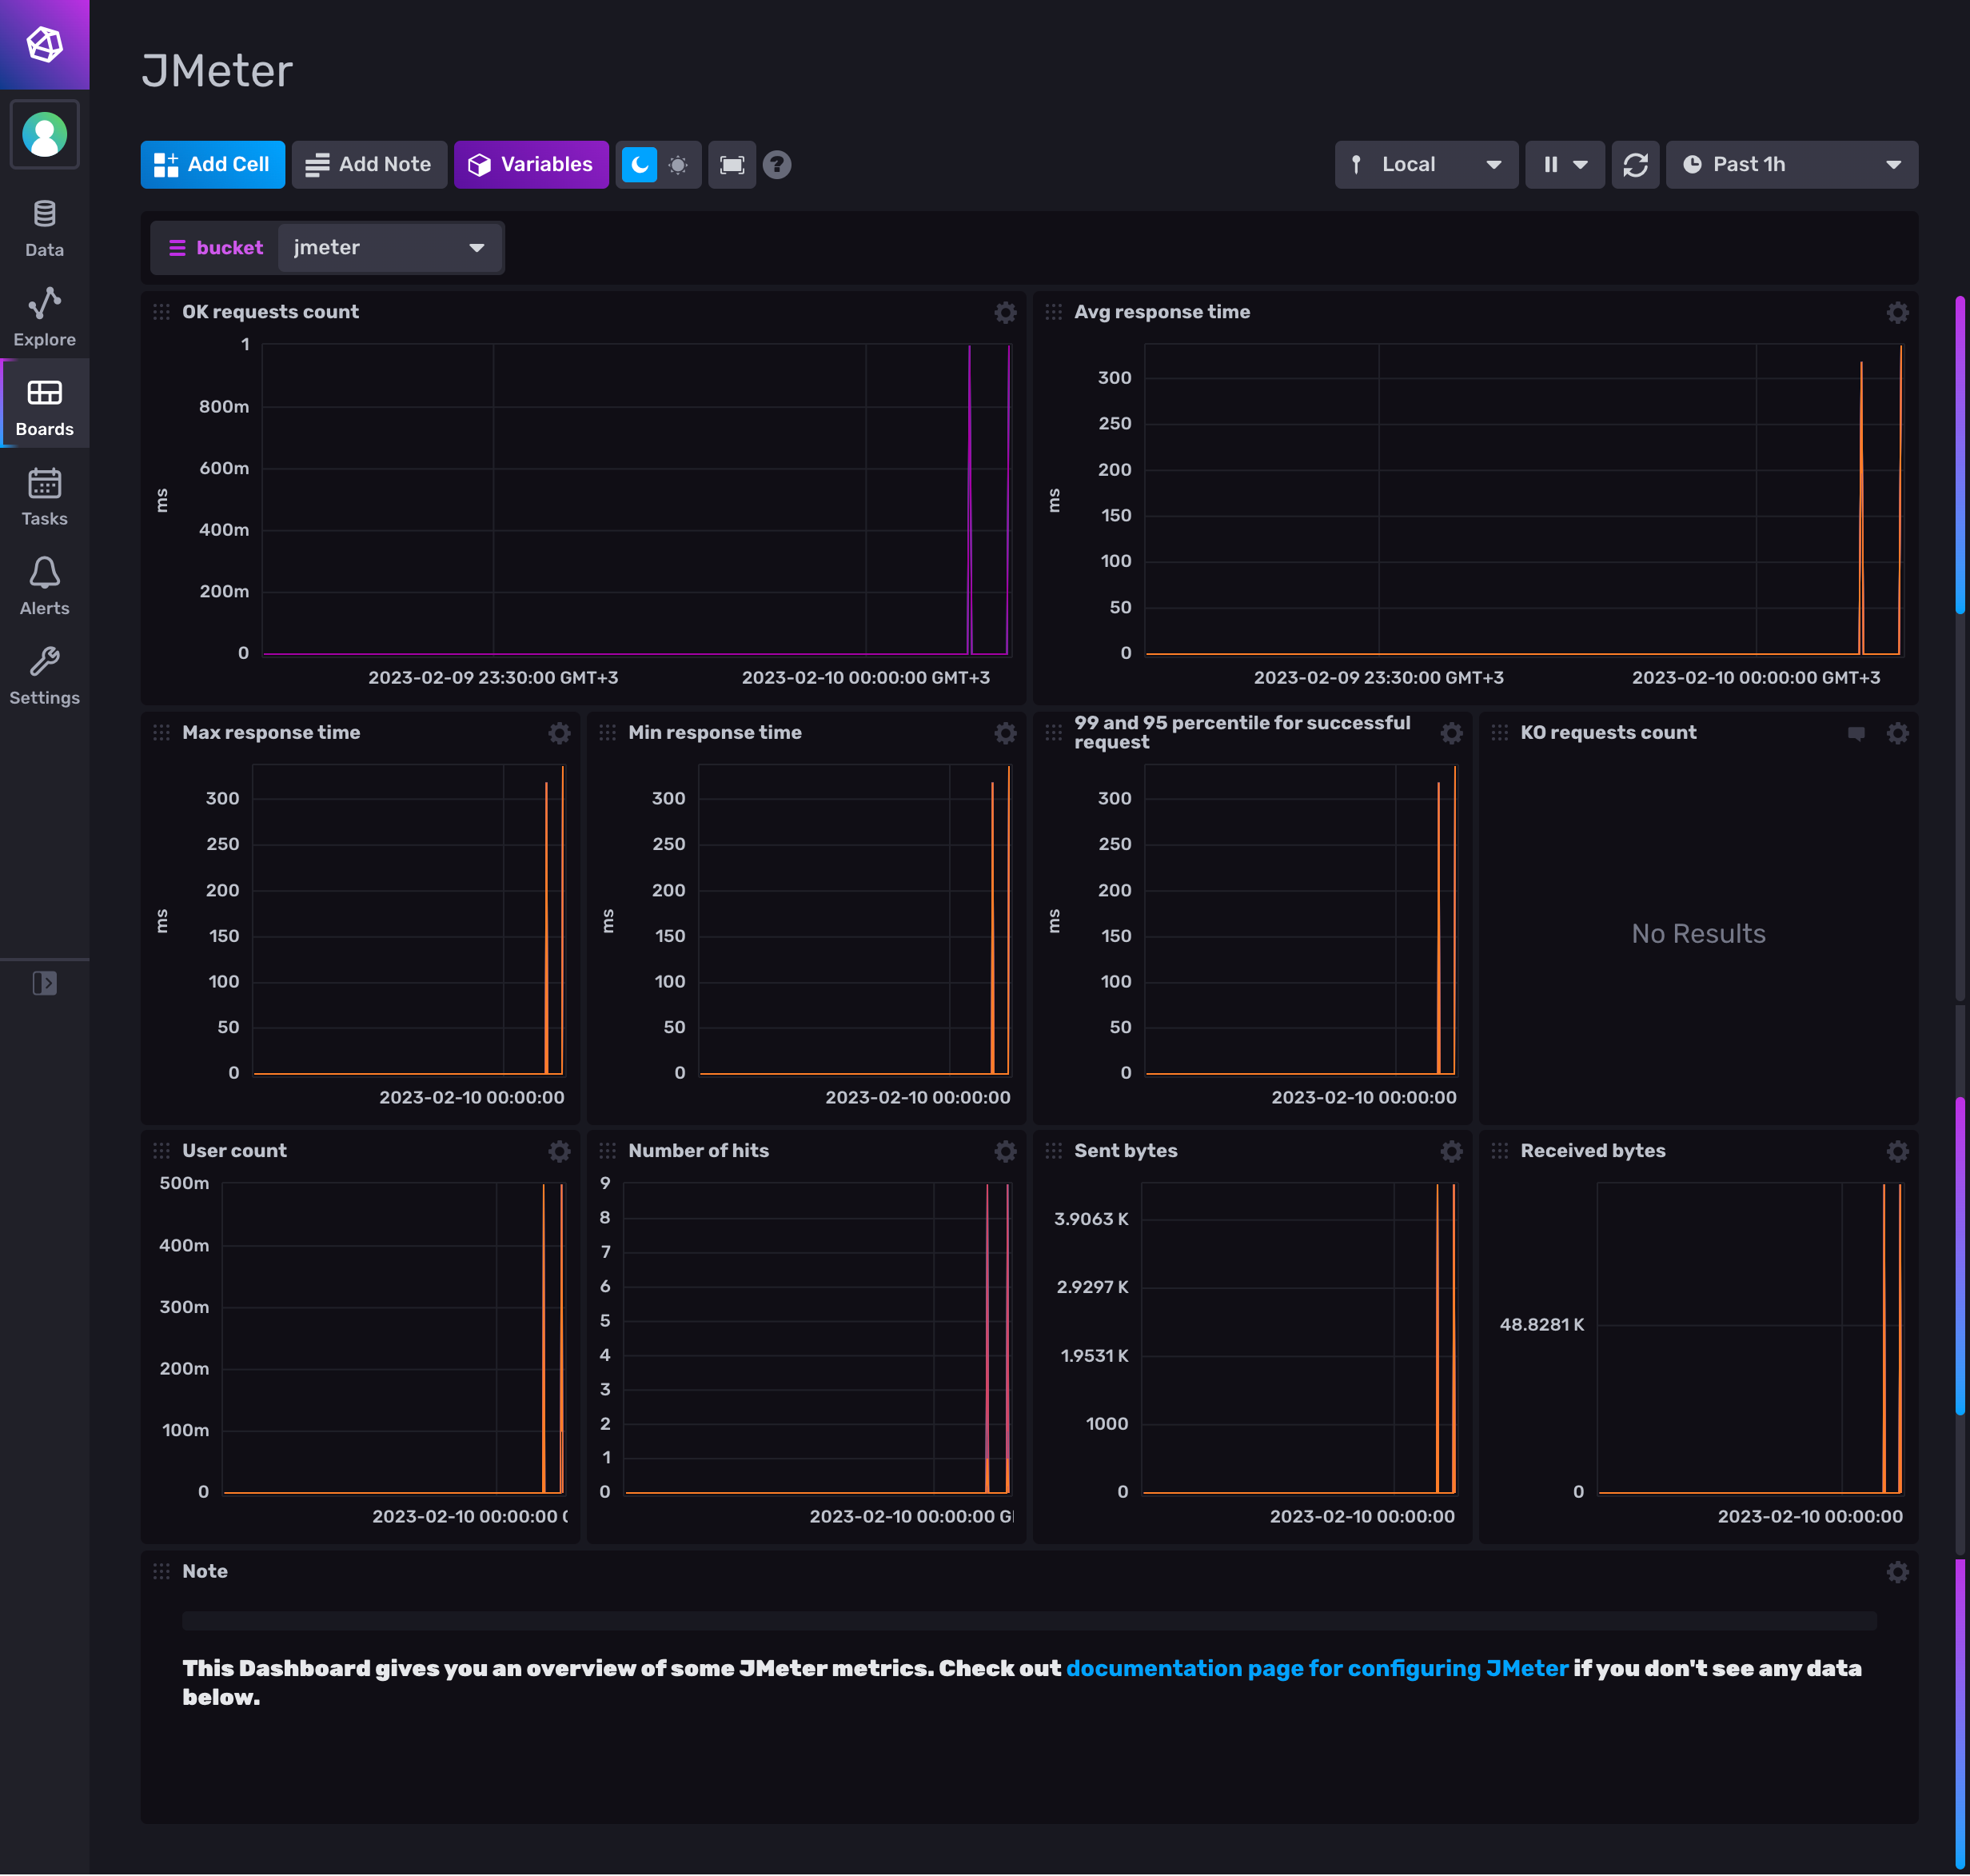 JMeter
Add Cell
Add Note
Variables
?
Local
Past 1h
Data
Explore
Boards
Tasks
Alerts
Settings
bucket
jmeter
OK requests count
1
800m
600m
400m
200m
0
ms
2023-02-09 23:30:00 GMT+3
2023-02-10 00:00:00 GMT+3
Avg response time
300
250
200
150
100
50
0
ms
2023-02-09 23:30:00 GMT+3
2023-02-10 00:00:00 GMT+3
Max response time
300
250
200
150
100
50
0
ms
2023-02-10 00:00:00
Min response time
300
250
200
150
100
50
0
ms
2023-02-10 00:00:00
99 and 95 percentile for successful
request
300
250
200
150
100
50
0
ms
2023-02-10 00:00:00
KO requests count
No Results
User count
500m
400m
300m
200m
100m
0
2023-02-10 00:00:00
Number of hits
9
8
7
6
5
4
3
2
1
0
2023-02-10 00:00:00
Sent bytes
3.9063 K
2.9297 K
1.9531 K
1000
0
2023-02-10 00:00:00
Received bytes
48.8281 K
0
2023-02-10 00:00:00
Note
This Dashboard gives you an overview of some JMeter metrics. Check out documentation page for configuring JMeter if you don't see any data
below.